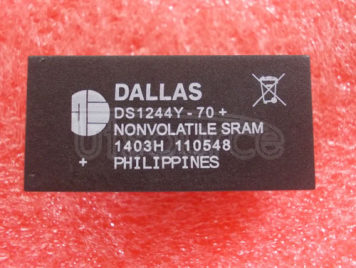 DALLAS
DS1244Y-70+
NONVOLATILE SRAM
1403H 110548
+ PHILIPPINES